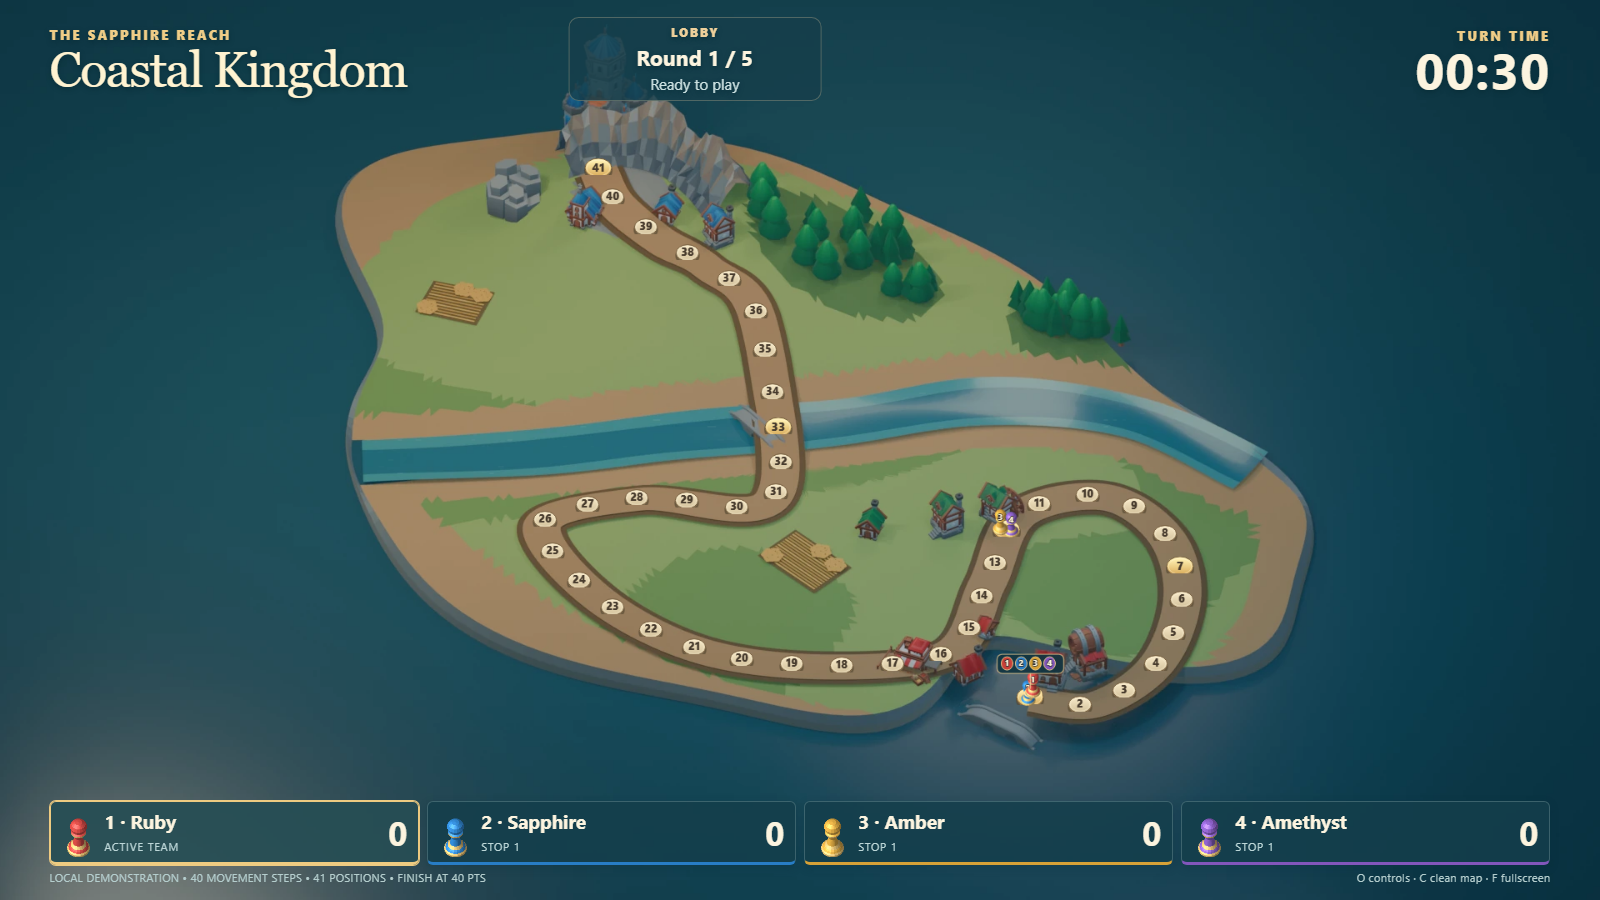 THE SAPPHIRE REACH
Coastal Kingdom
LOBBY
Round 1 / 5
Ready to play
TURN TIME
00:30
41
40
39
38
37
36
35
34
33
32
31
30
29
28
27
26
25
24
23
22
21
20
19
18
17
16
15
14
13
3 4
11
10
9
8
7
6
5
4
3
2
1 2 3 4
1
1 · Ruby
ACTIVE TEAM
0
2 · Sapphire
STOP 1
0
3 · Amber
STOP 1
0
4 · Amethyst
STOP 1
0
LOCAL DEMONSTRATION • 40 MOVEMENT STEPS • 41 POSITIONS • FINISH AT 40 PTS
O controls · C clean map · F fullscreen